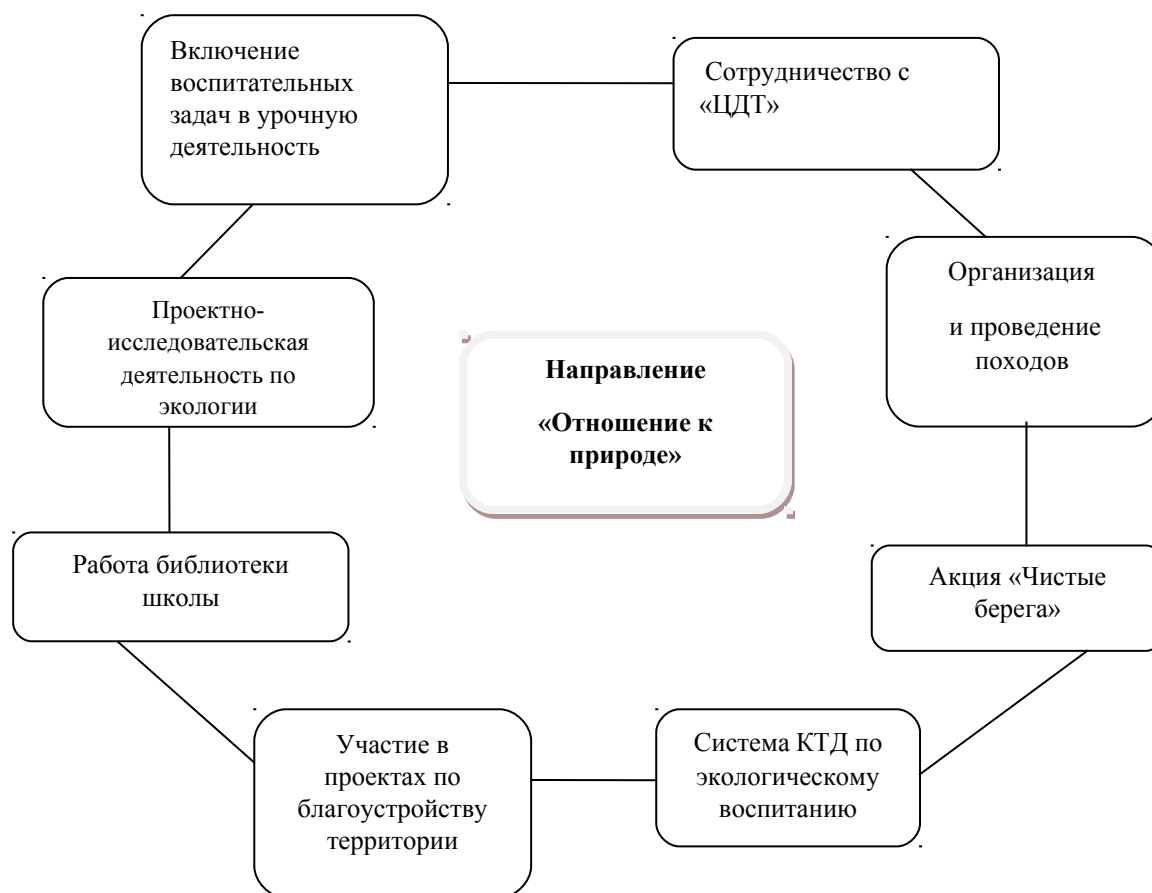 Включение
воспитательных
задач в урочную
деятельность
Сотрудничество с
«ЦДТ»
Организация
и проведение
походов
Проектно-
исследовательская
деятельность по
экологии
Направление
«Отношение к
природе»
Работа библиотеки
школы
Акция «Чистые
берега»
Участие в
проектах по
благоустройству
территории
Система КТД по
экологическому
воспитанию